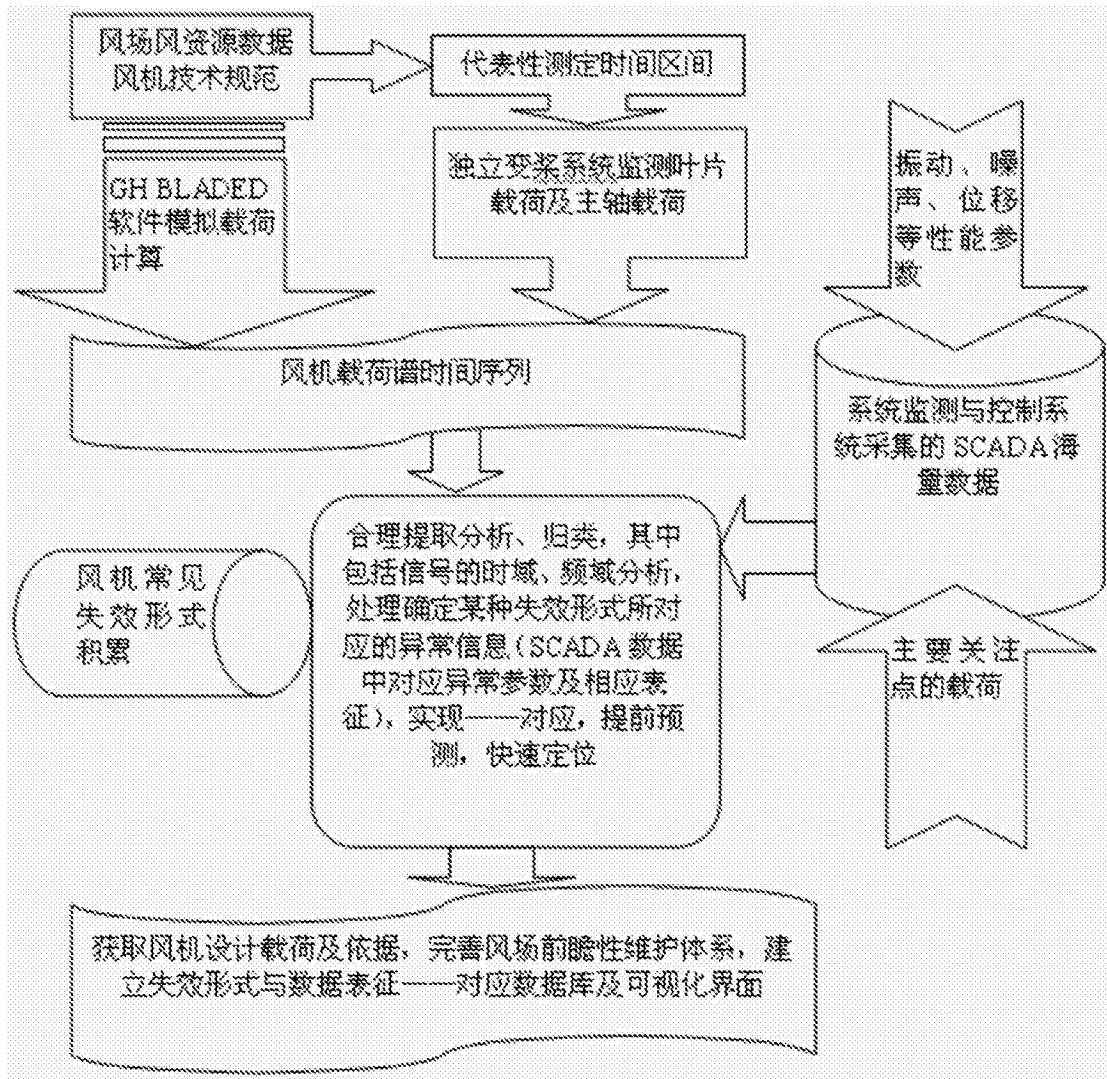 风场风资源数据
风机技术规范
代表性测定时间区间
GH BLADED
软件模拟载荷
计算
独立变桨系统监测叶片
载荷及主轴载荷
振动、噪
声、位移
等性能参
数
风机载荷谱时间序列
系统监测与控制系
统采集的 SCADA 海
量数据
合理提取分析、归类，其中
包括信号的时域、频域分析，
处理确定某种失效形式所对
应的异常信息（SCADA 数据
中对应异常参数及相应表
征），实现一一对应，提前预
测，快速定位
风机常见
失效形式
积累
主要关注
点的载荷
获取风机设计载荷及依据，完善风场前瞻性维护体系，建
立失效形式与数据表征一一对应数据库及可视化界面